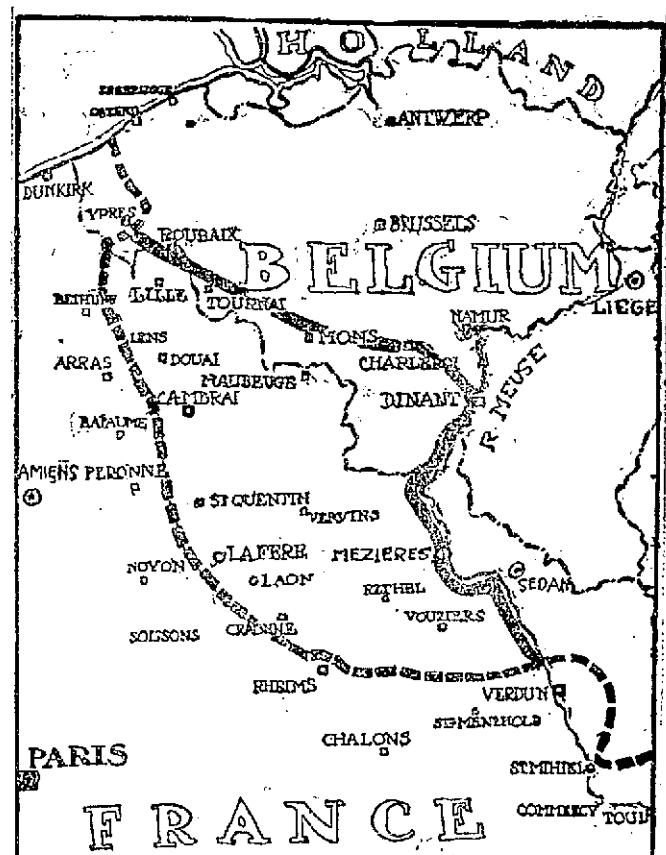 HOLLAND
OSTEND
ANTWERP
DUNKIRK
YPRES
ROUBAIX
BRUSSELS
BELGIUM
LILLE
TOURNAI
LIEGE
NAMUR
LENS
MONS
CHARLEROI
ARRAS
DOUAI
MAUBEUGE
DINANT
R. MEUSE
CAMBRAI
BAPAUME
AMIENS
PERONNE
ST QUENTIN
VERVINS
LAFERE
MEZIERES
NOYON
LAON
RETHEL
SEDAN
VOUZIERS
SOISSONS
CRAONNE
RHEIMS
VERDUN
CHALONS
PARIS
ST.MIHIEL
COMMERCY
TOUL
FRANCE